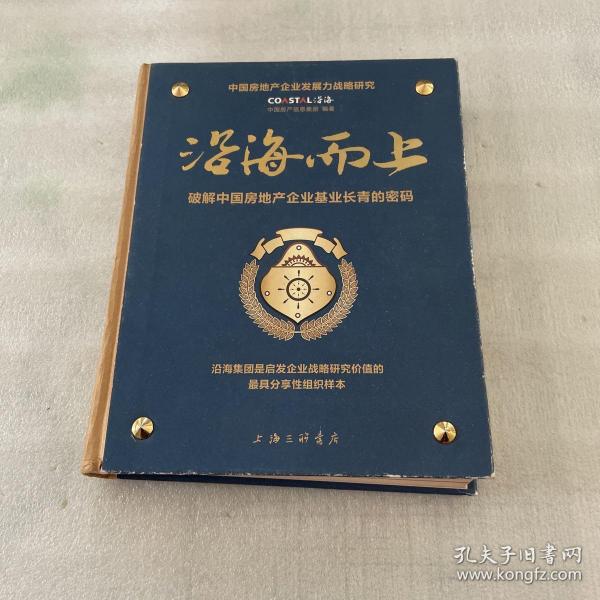 中国房地产企业发展力战略研究
COASTAL沿海
中国房产信息集团 编著
沿海而上
破解中国房地产企业基业长青的密码
沿海集团是启发企业战略研究价值的
最具分享性组织样本
上海三联书店
孔夫子旧书网
www.kongfz.com